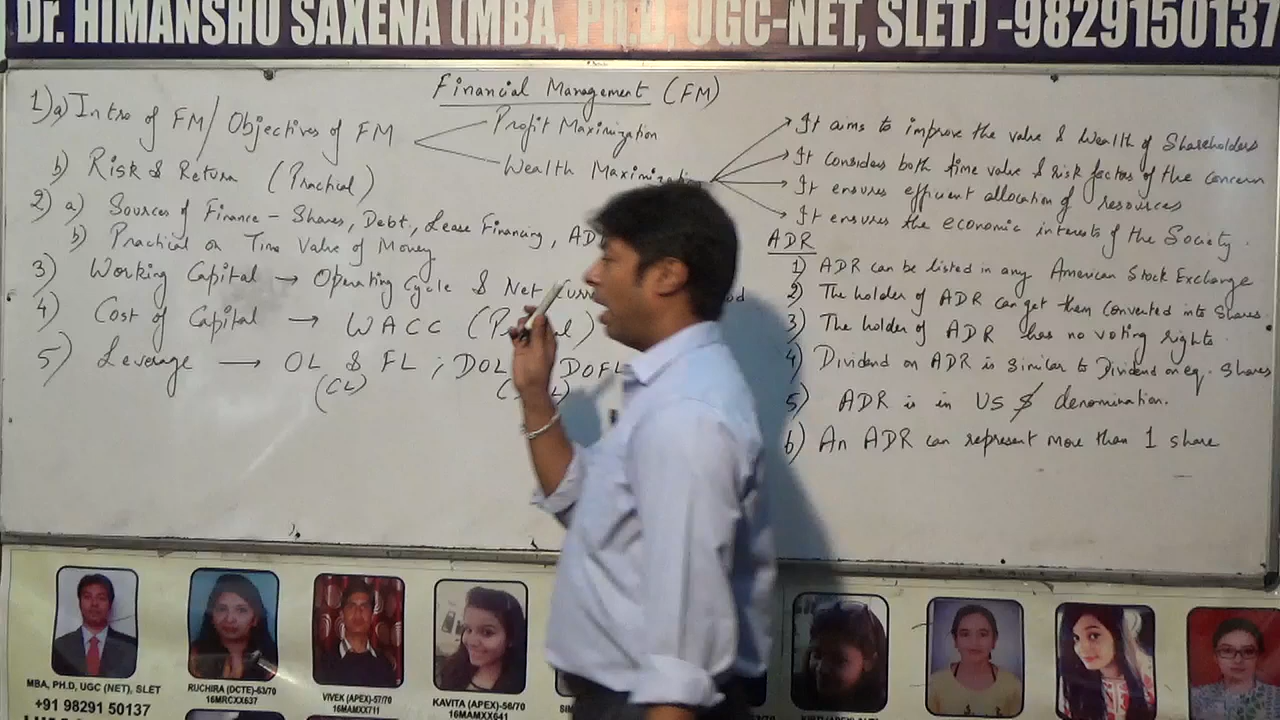 Dr. HIMANSHU SAXENA (MBA, Ph.D, UGC-NET, SLET) -9829150137
Financial Management (FM)
1) a) Intro of FM / Objectives of FM
Profit Maximization
Wealth Maximization
b) Risk & Return (Practical)
2) a) Sources of Finance - Shares, Debt, Lease Financing, AD
b) Practical on Time Value of Money
3) Working Capital → Operating Cycle & Net Curr od
4) Cost of Capital → WACC (P l)
5) Leverage → OL & FL ; DOL DOFL
(CL) ( L)
It aims to improve the value & wealth of Shareholders
It considers both time value & risk factors of the concern
It ensures efficient allocation of resources
It ensures the economic interests of the Society.
ADR
1) ADR can be listed in any American Stock Exchange
2) The holder of ADR can get them converted into Shares.
3) The holder of ADR has no voting rights.
4) Dividend on ADR is similar to Dividend on eq. Shares
5) ADR is in US $ denomination.
6) An ADR can represent more than 1 share
MBA, PH.D, UGC (NET), SLET
+91 98291 50137
RUCHIRA (DCTE)-63/70
16MRCXX637
VIVEK (APEX)-57/70
16MAMXX711
KAVITA (APEX)-56/70
16MAMXX641